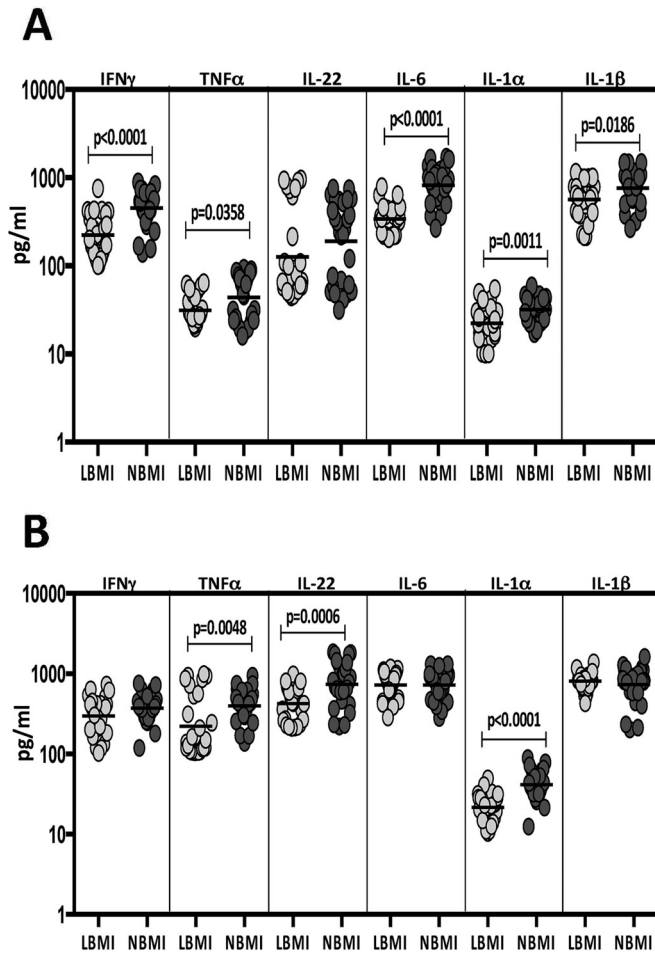 A
IFNγ TNFα IL-22 IL-6 IL-1α IL-1β
10000
p<0.0001 p=0.0358 p<0.0001 p=0.0011 p=0.0186
1000
100
10
1
pg/ml
LBMI NBMI LBMI NBMI LBMI NBMI LBMI NBMI LBMI NBMI LBMI NBMI
B
IFNγ TNFα IL-22 IL-6 IL-1α IL-1β
10000
p=0.0048 p=0.0006 p<0.0001
1000
100
10
1
pg/ml
LBMI NBMI LBMI NBMI LBMI NBMI LBMI NBMI LBMI NBMI LBMI NBMI